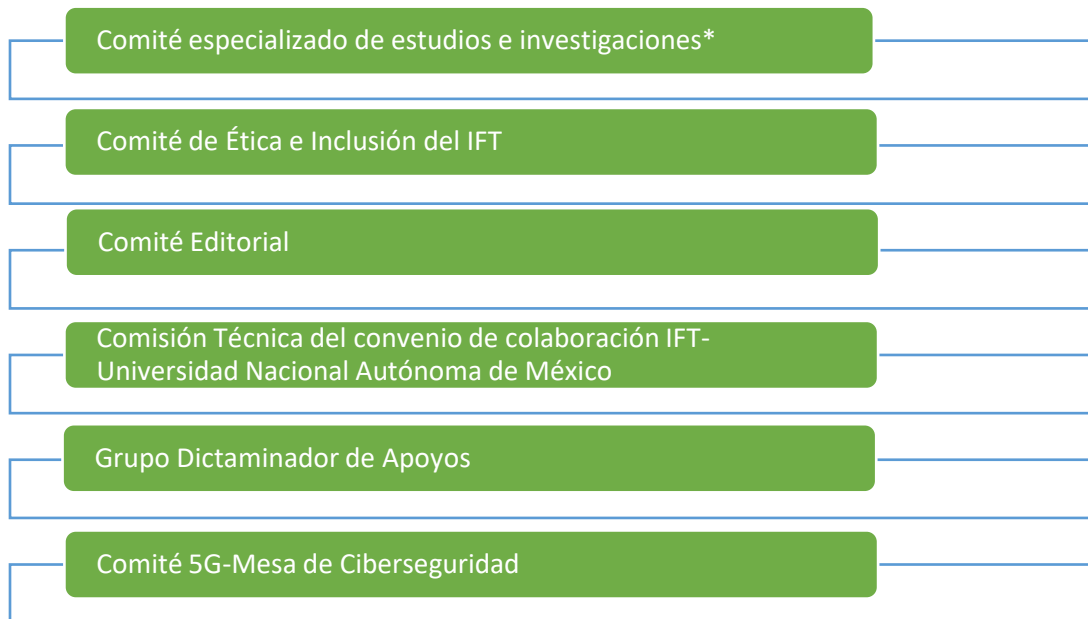 Comité especializado de estudios e investigaciones*
Comité de Ética e Inclusión del IFT
Comité Editorial
Comisión Técnica del convenio de colaboración IFT-
Universidad Nacional Autónoma de México
Grupo Dictaminador de Apoyos
Comité 5G-Mesa de Ciberseguridad